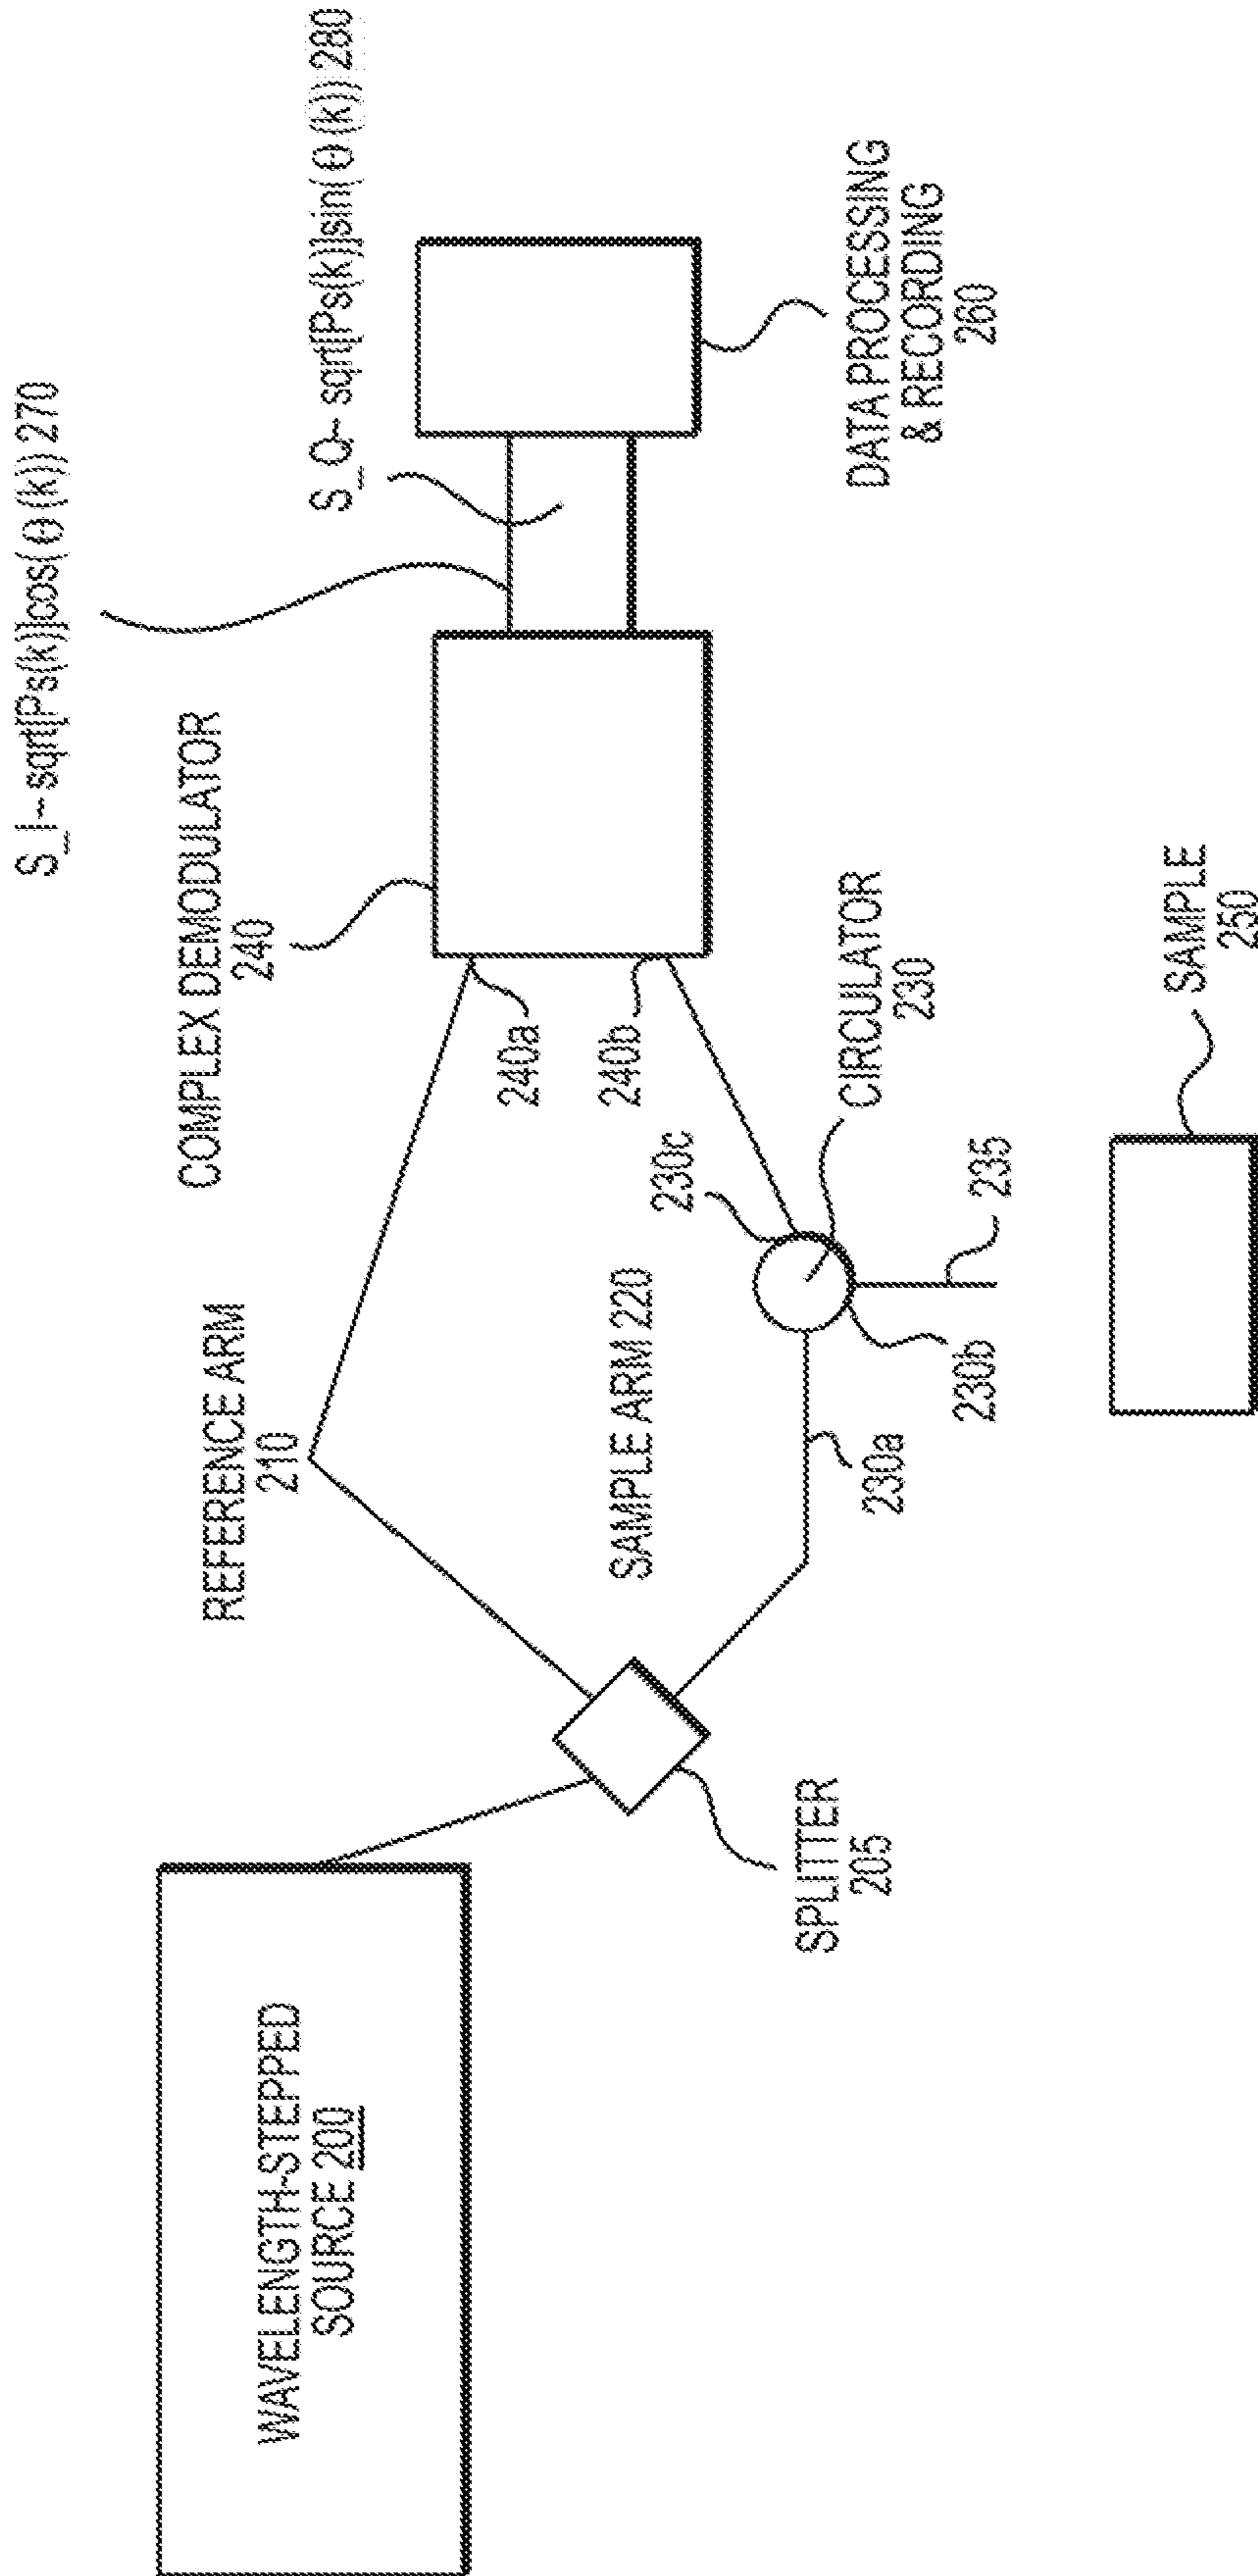 S_I~sqrt[Ps(k)]cos(θ(k)) 270
S_Q~ sqrt[Ps(k)]sin(θ(k)) 280
COMPLEX DEMODULATOR
240
REFERENCE ARM
210
WAVELENGTH-STEPPED
SOURCE 200
240a
240b
DATA PROCESSING
& RECORDING
260
SAMPLE ARM 220
230c
CIRCULATOR
230
SPLITTER
205
230a
230b
235
SAMPLE
250